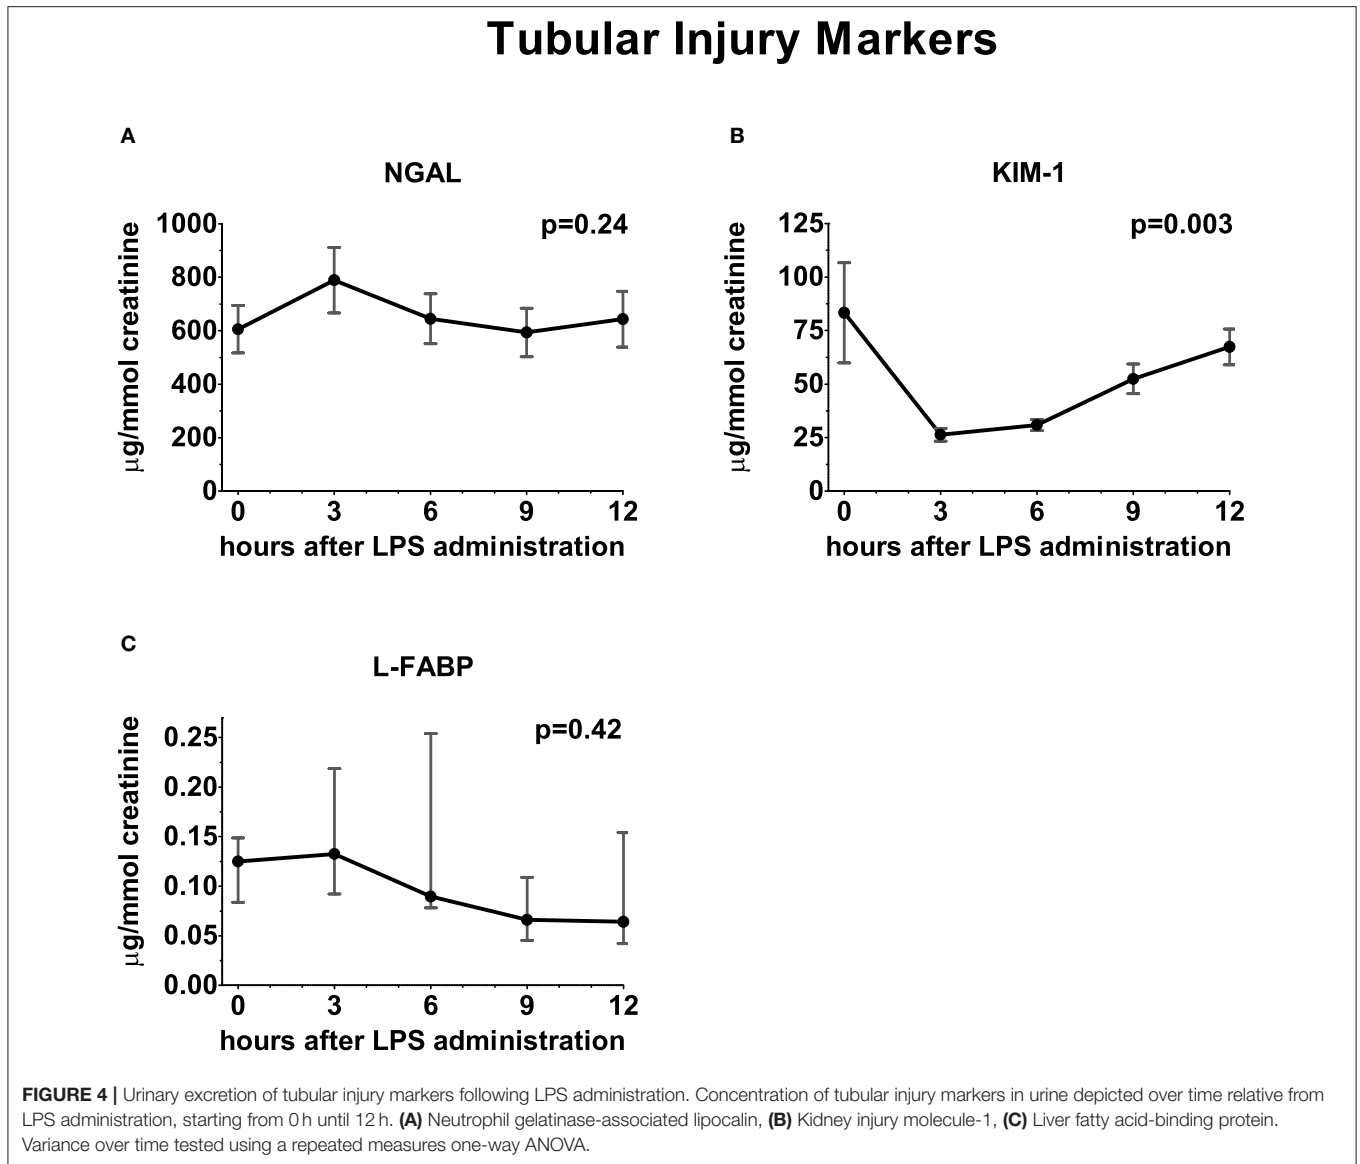 Tubular Injury Markers
A
NGAL
p=0.24
µg/mmol creatinine
1000
800
600
400
200
0
0 3 6 9 12
hours after LPS administration
B
KIM-1
p=0.003
µg/mmol creatinine
125
100
75
50
25
0
0 3 6 9 12
hours after LPS administration
C
L-FABP
p=0.42
µg/mmol creatinine
0.25
0.20
0.15
0.10
0.05
0.00
0 3 6 9 12
hours after LPS administration
FIGURE 4 | Urinary excretion of tubular injury markers following LPS administration. Concentration of tubular injury markers in urine depicted over time relative from
LPS administration, starting from 0 h until 12 h. (A) Neutrophil gelatinase-associated lipocalin, (B) Kidney injury molecule-1, (C) Liver fatty acid-binding protein.
Variance over time tested using a repeated measures one-way ANOVA.